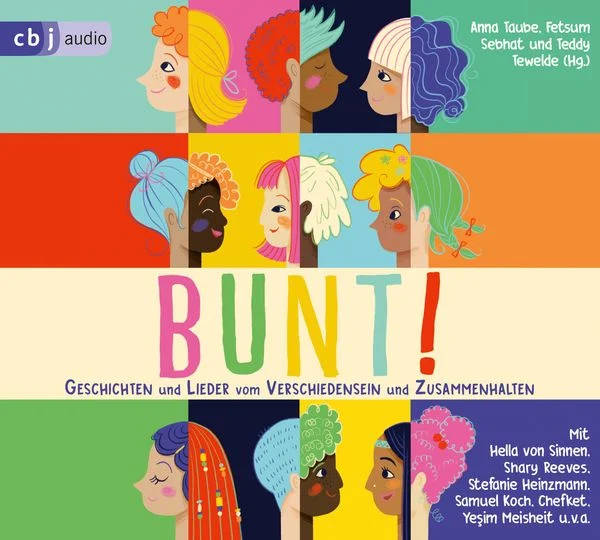 cbj audio
Anna Taube, Fetsum
Sebhat und Teddy
Tewelde (Hg.)
BUNT!
GESCHICHTEN und LIEDER vom VERSCHIEDENSEIN und ZUSAMMENHALTEN
Mit
Hella von Sinnen,
Shary Reeves,
Stefanie Heinzmann,
Samuel Koch, Chefket,
Yeşim Meisheit u.v.a.